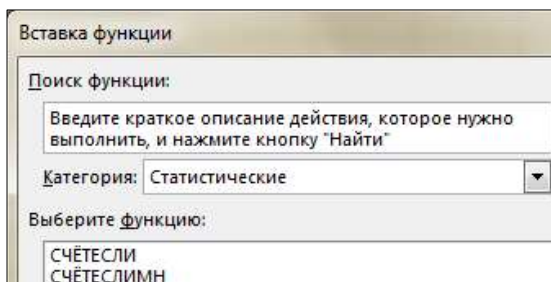 Вставка функции
Поиск функции:
Введите краткое описание действия, которое нужно
выполнить, и нажмите кнопку "Найти"
Категория: Статистические
Выберите функцию:
СЧЁТЕСЛИ
СЧЁТЕСЛИМН